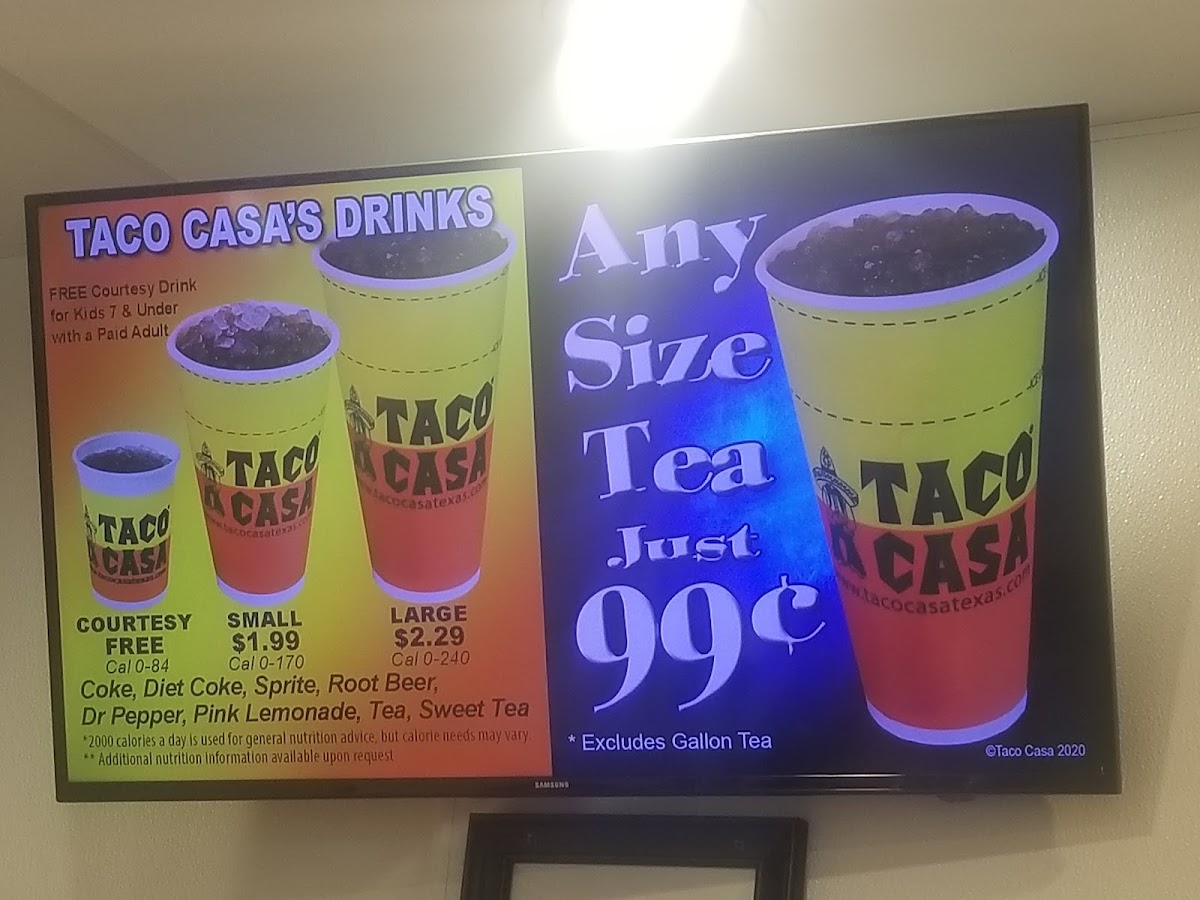 TACO CASA'S DRINKS
FREE Courtesy Drink
for Kids 7 & Under
with a Paid Adult
TACO
CASA
TACO
CASA
www.tacocasatexas.com
TACO
CASA
www.tacocasatexas.com
COURTESY
FREE
Cal 0-84
SMALL
$1.99
Cal 0-170
LARGE
$2.29
Cal 0-240
Coke, Diet Coke, Sprite, Root Beer,
Dr Pepper, Pink Lemonade, Tea, Sweet Tea
*2000 calories a day is used for general nutrition advice, but calorie needs may vary.
** Additional nutrition information available upon request
Any
Size
Tea
Just
99¢
* Excludes Gallon Tea
TACO
CASA
www.tacocasatexas.com
©Taco Casa 2020
SAMSUNG